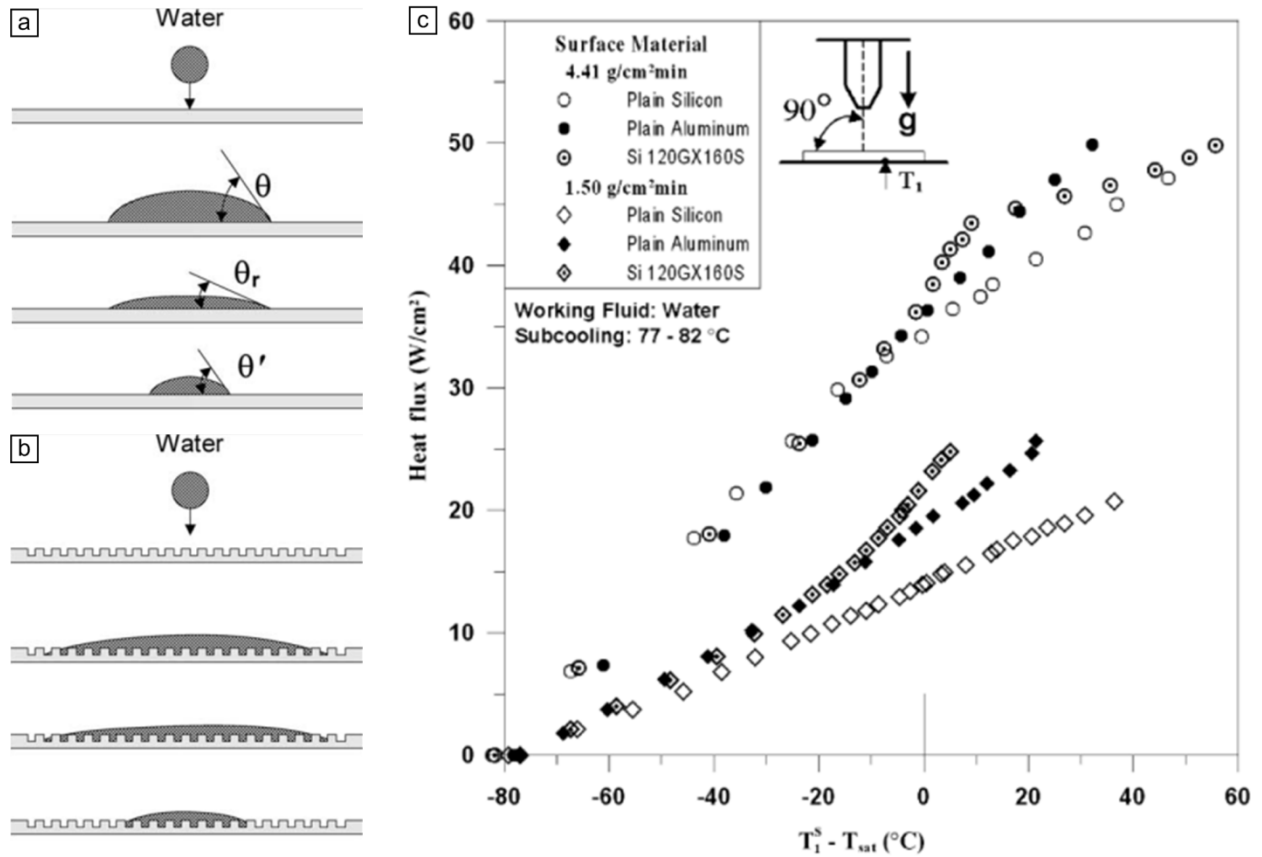 a
Water
θ
θr
θ′
b
Water
c
60
50
40
30
20
10
0
Heat flux (W/cm²)
Surface Material
4.41 g/cm²min
Plain Silicon
Plain Aluminum
Si 120GX160S
1.50 g/cm²min
Plain Silicon
Plain Aluminum
Si 120GX160S
Working Fluid: Water
Subcooling: 77 - 82 °C
90°
g
T₁
-80 -60 -40 -20 0 20 40 60
T₁ˢ - Tsat (°C)